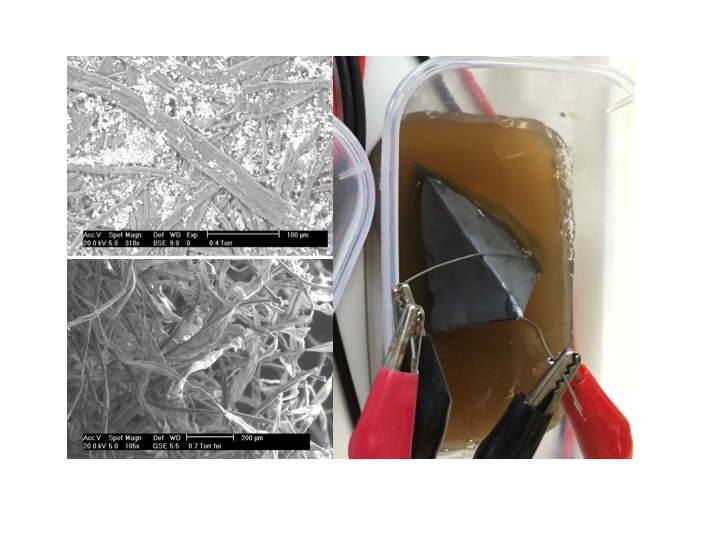 Acc.V Spot Magn Det WD Exp 100 µm
20.0 kV 5.0 318x BSE 9.9 0 0.4 Torr
Acc.V Spot Magn Det WD 200 µm
20.0 kV 5.0 105x GSE 5.5 0.7 Torr fei